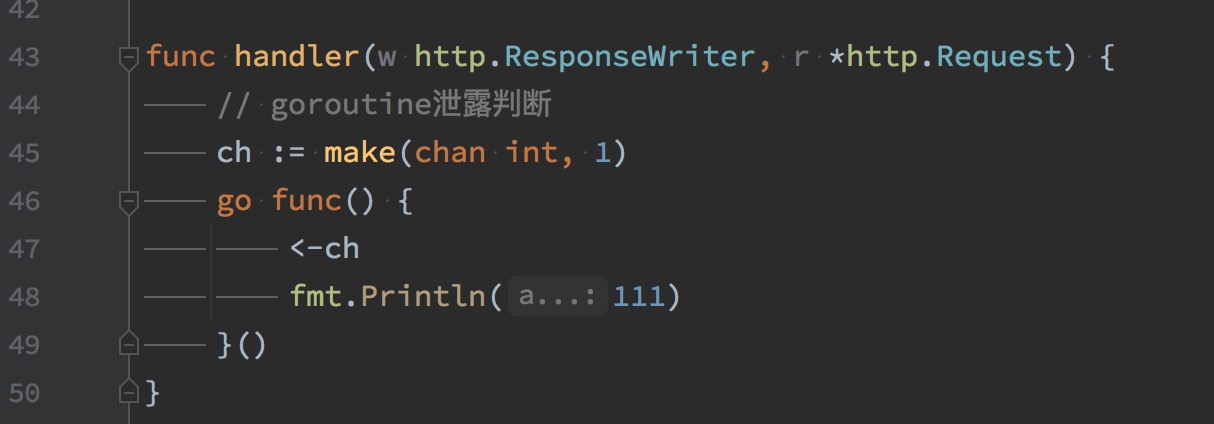 42
43 func handler(w http.ResponseWriter, r *http.Request) {
44 // goroutine泄露判断
45 ch := make(chan int, 1)
46 go func() {
47 <-ch
48 fmt.Println(a...: 111)
49 }()
50 }